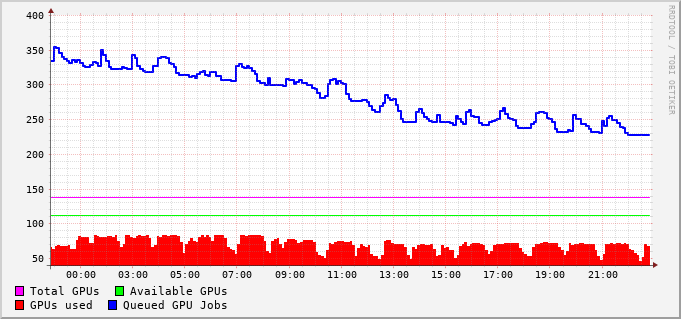 400
350
300
250
200
150
100
50
00:00 03:00 05:00 07:00 09:00 11:00 13:00 15:00 17:00 19:00 21:00
Total GPUs Available GPUs
GPUs used Queued GPU Jobs
RRDTOOL / TOBI OETIKER